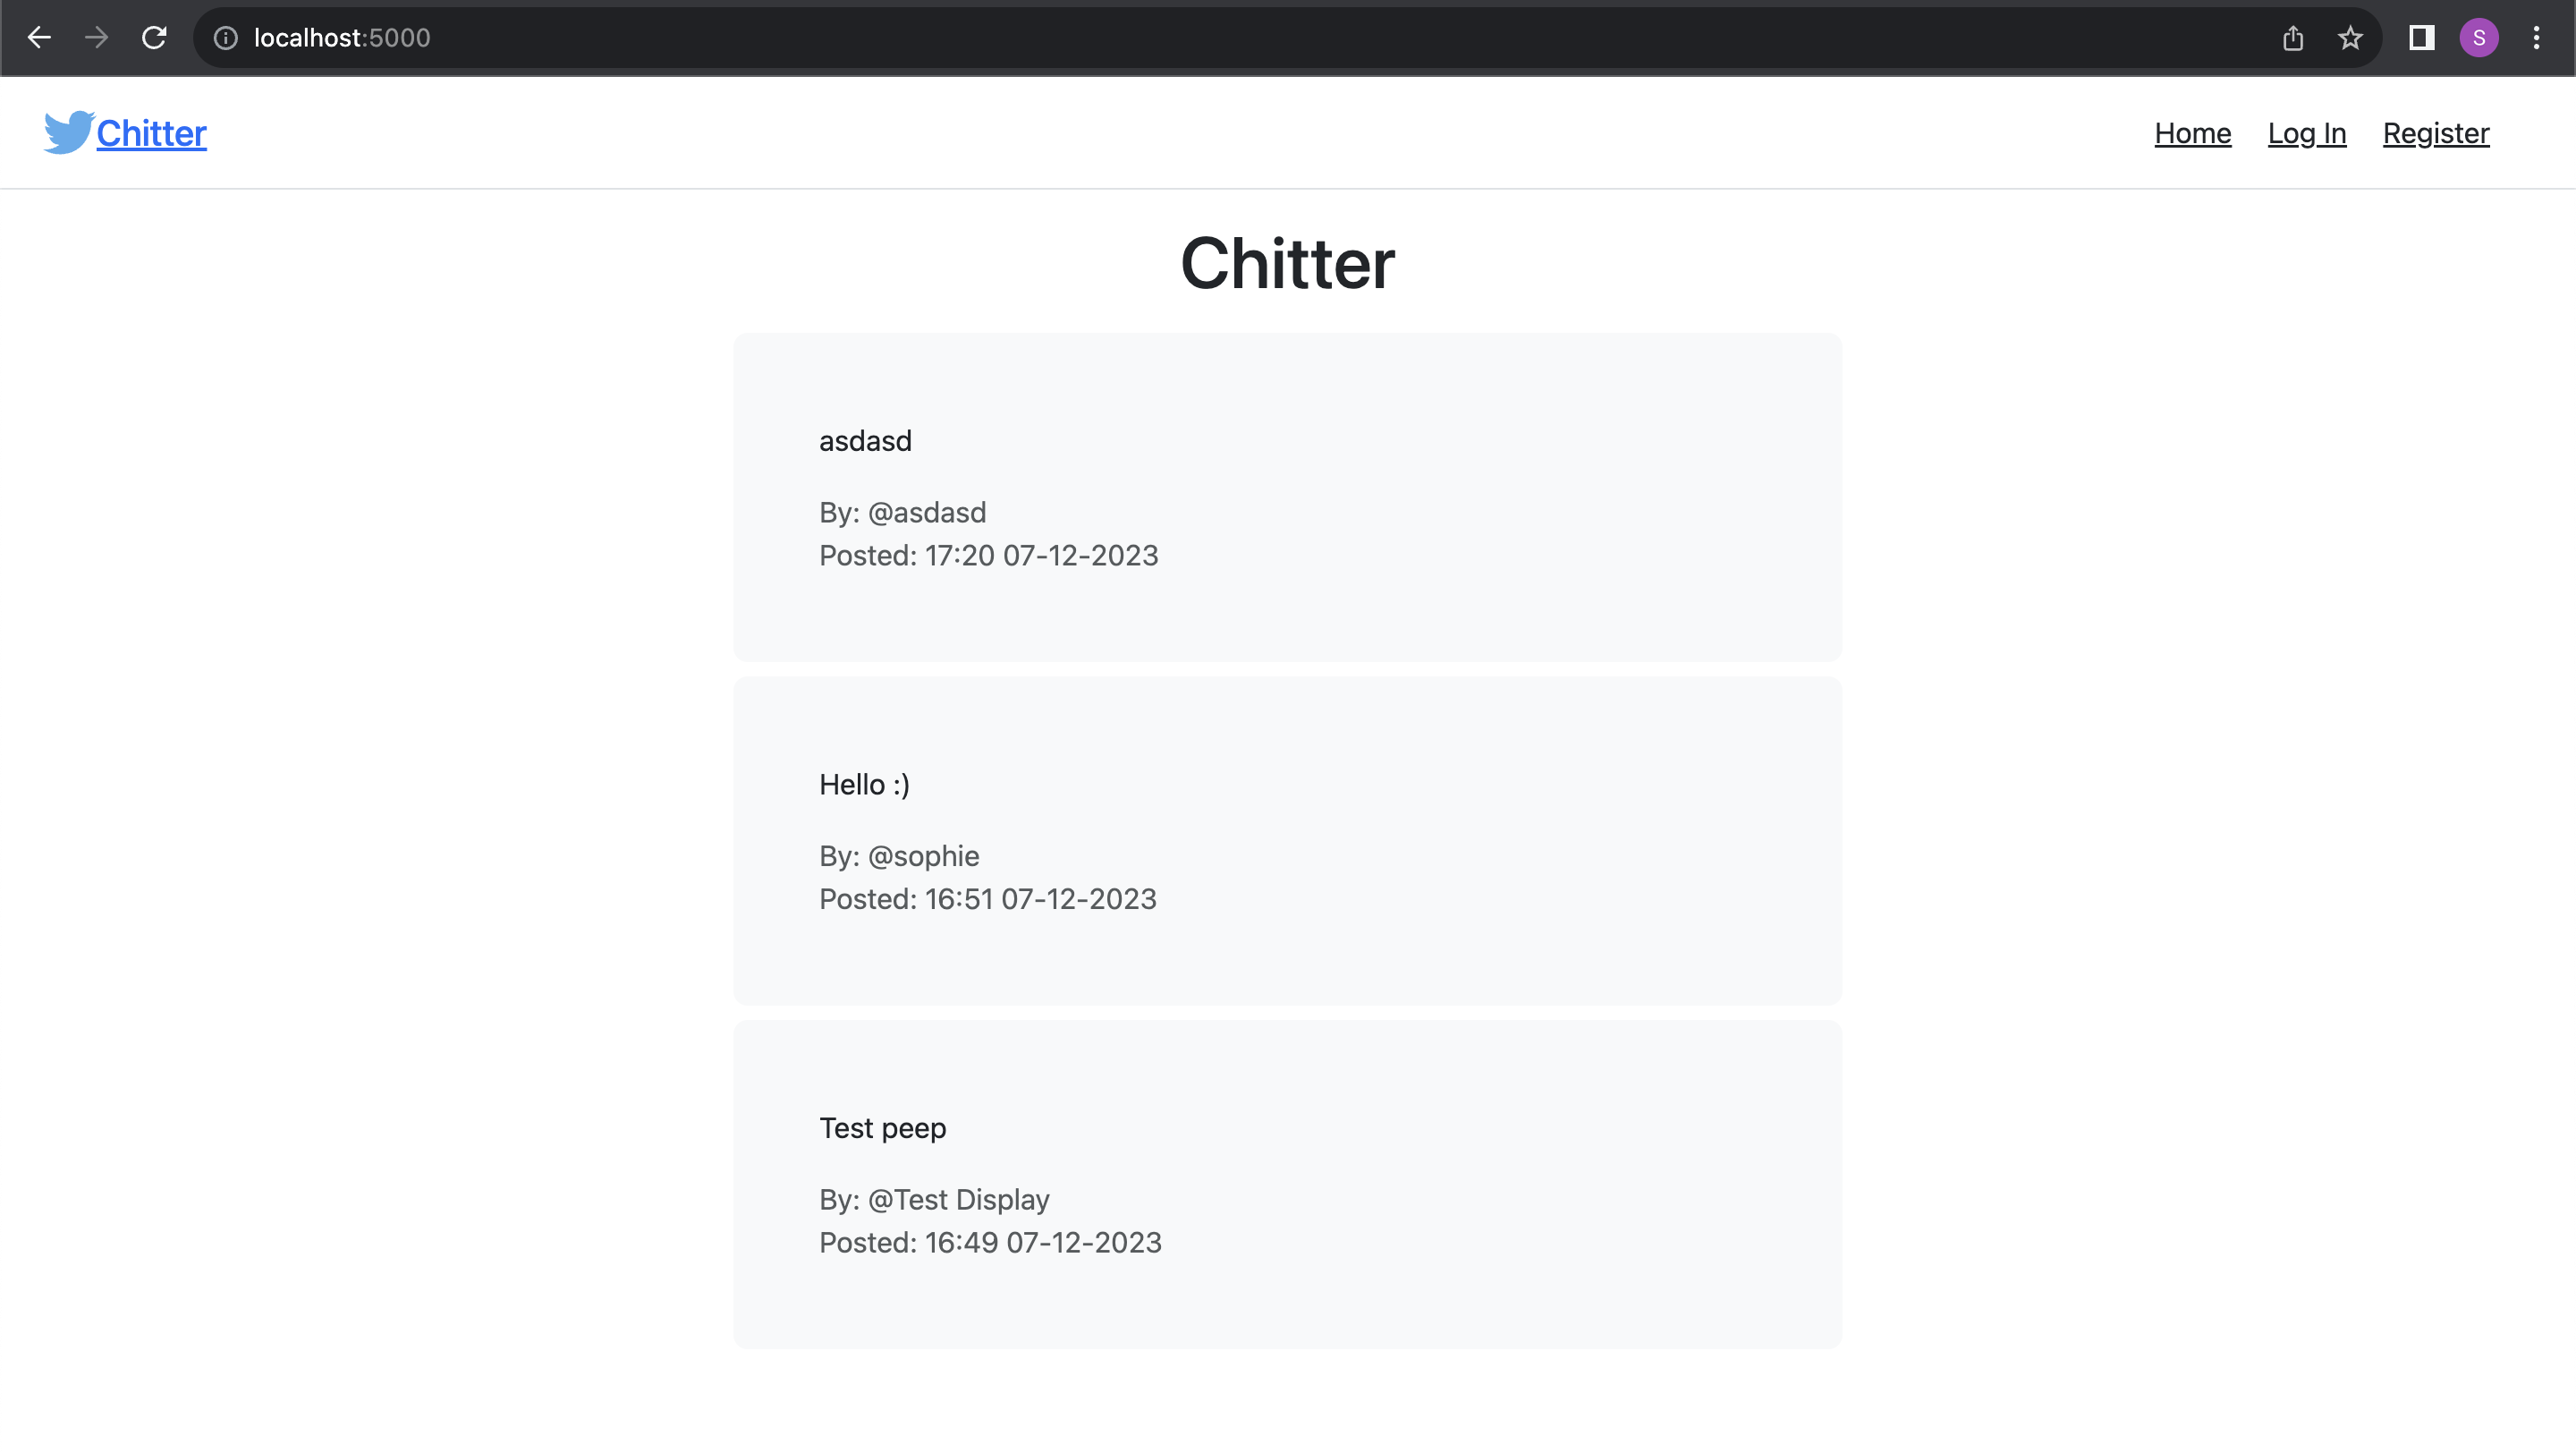 localhost:5000
S
Chitter
Home Log In Register
Chitter
asdasd
By: @asdasd
Posted: 17:20 07-12-2023
Hello :)
By: @sophie
Posted: 16:51 07-12-2023
Test peep
By: @Test Display
Posted: 16:49 07-12-2023